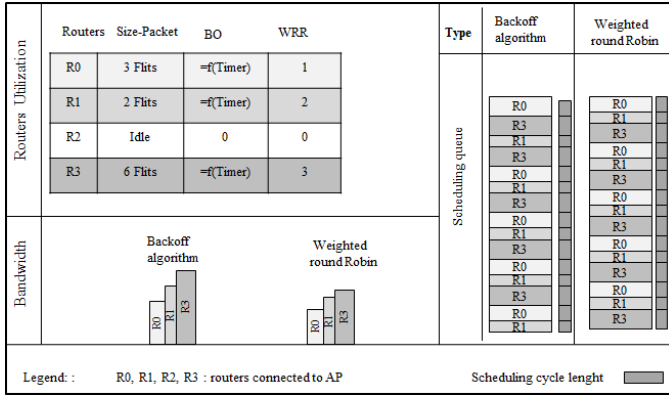 Routers Utilization
Routers Size-Packet BO WRR
R0 3 Flits =f(Timer) 1
R1 2 Flits =f(Timer) 2
R2 Idle 0 0
R3 6 Flits =f(Timer) 3
Bandwidth
Backoff
algorithm
R0
R1
R3
Weighted
round Robin
R0
R1
R3
Type
Backoff
algorithm
Weighted
round Robin
Scheduling queue
R0
R3
R1
R3
R0
R1
R3
R0
R1
R3
R0
R1
R3
R0
R1
R0
R1
R3
R0
R1
R3
R0
R1
R3
R0
R1
R3
R0
R1
R3
Legend: : R0, R1, R2, R3 : routers connected to AP Scheduling cycle lenght